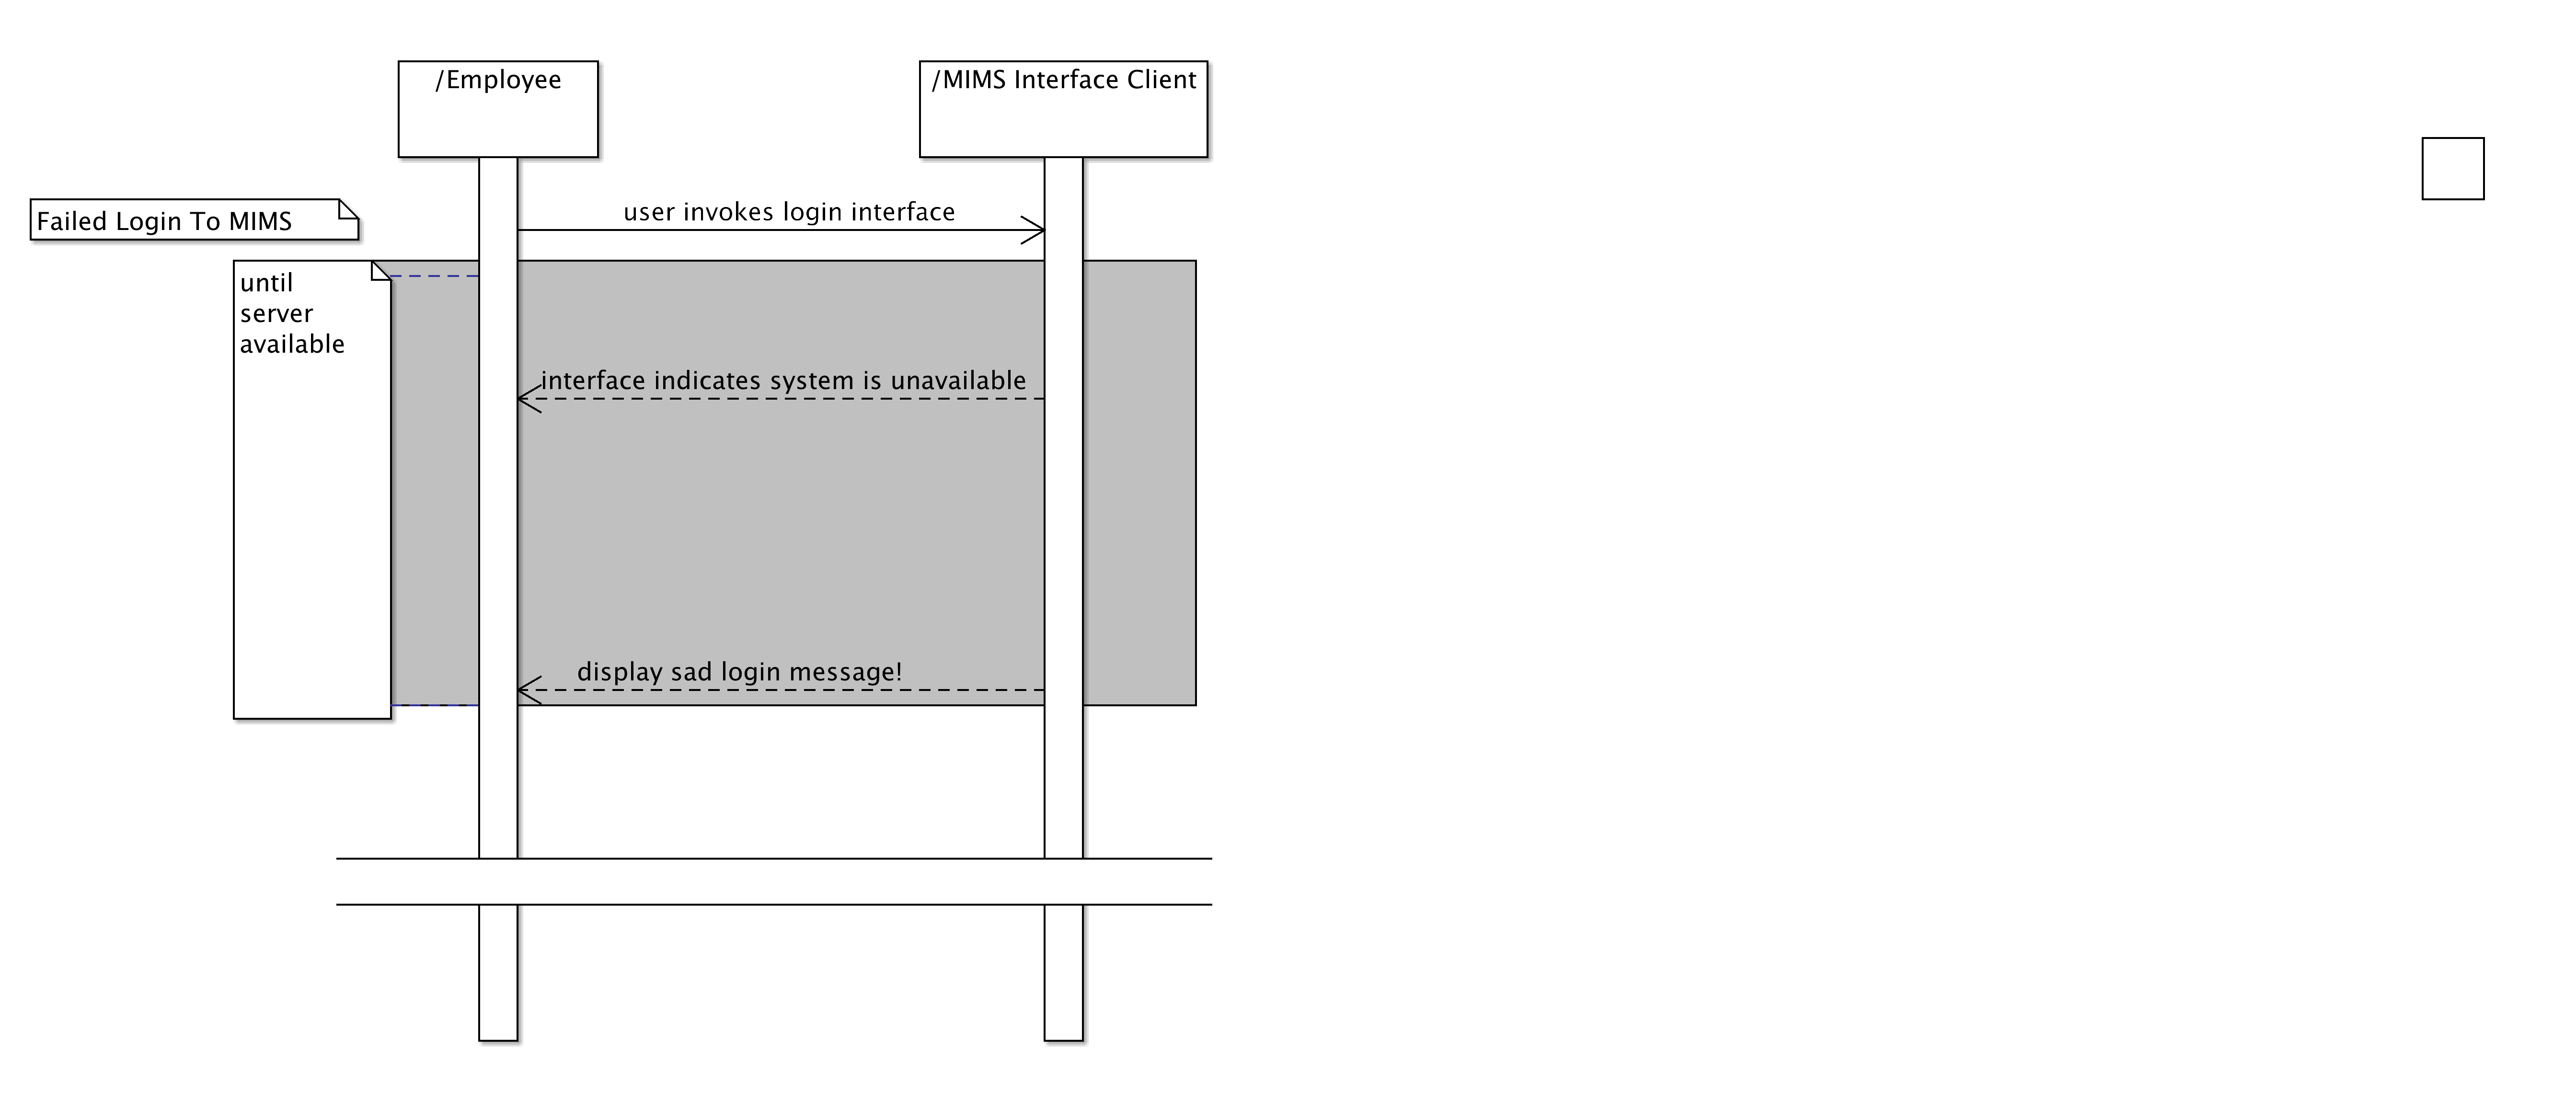 /Employee
/MIMS Interface Client
Failed Login To MIMS
user invokes login interface
until
server
available
interface indicates system is unavailable
display sad login message!